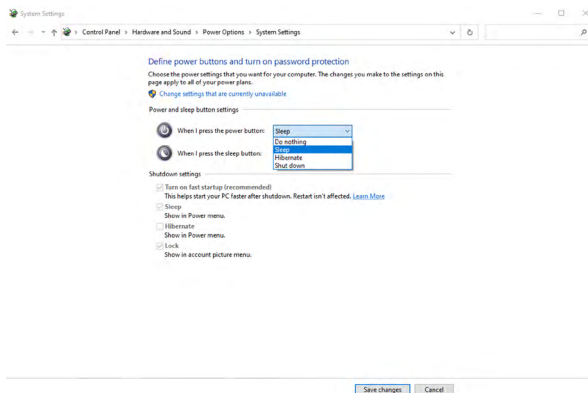 System Settings
Control Panel > Hardware and Sound > Power Options > System Settings
Define power buttons and turn on password protection
Choose the power settings that you want for your computer. The changes you make to the settings on this
page apply to all of your power plans.
Change settings that are currently unavailable
Power and sleep button settings
When I press the power button: Sleep
Do nothing
Sleep
When I press the sleep button:
Hibernate
Shut down
Shutdown settings
Turn on fast startup (recommended)
This helps start your PC faster after shutdown. Restart isn't affected. Learn More
Sleep
Show in Power menu.
Hibernate
Show in Power menu.
Lock
Show in account picture menu.
Save changes Cancel